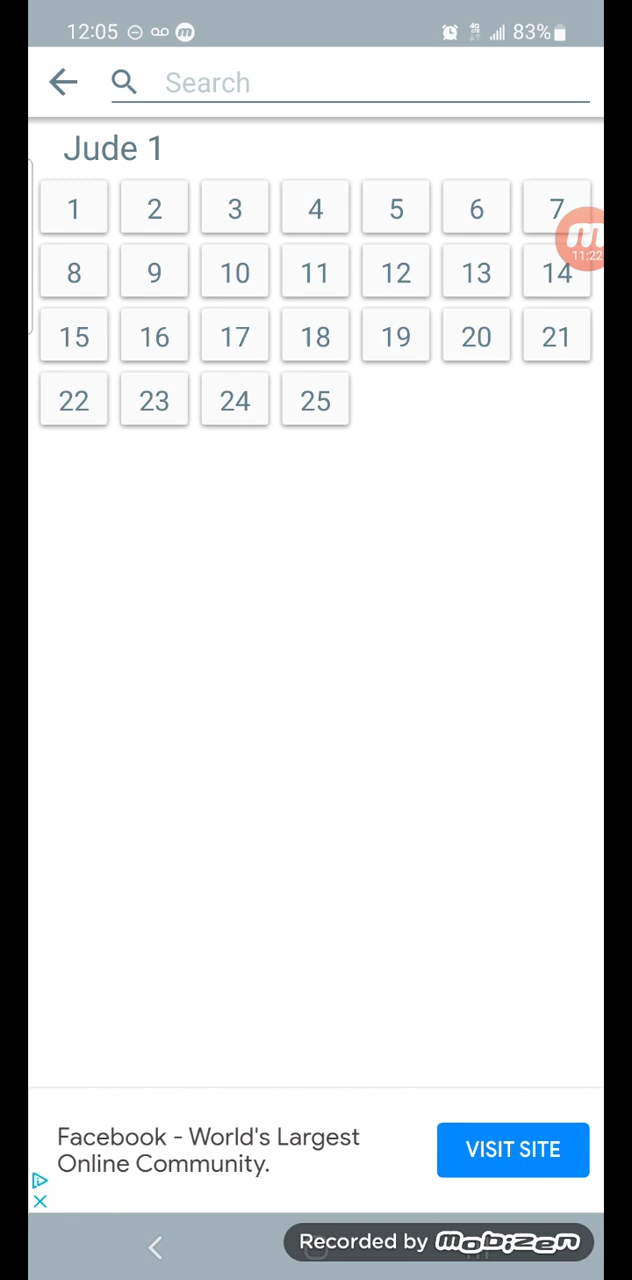 12:05 83%
Search
Jude 1
1 2 3 4 5 6 7
11:22
8 9 10 11 12 13 14
15 16 17 18 19 20 21
22 23 24 25
Facebook - World's Largest
Online Community.
VISIT SITE
Recorded by mobizen